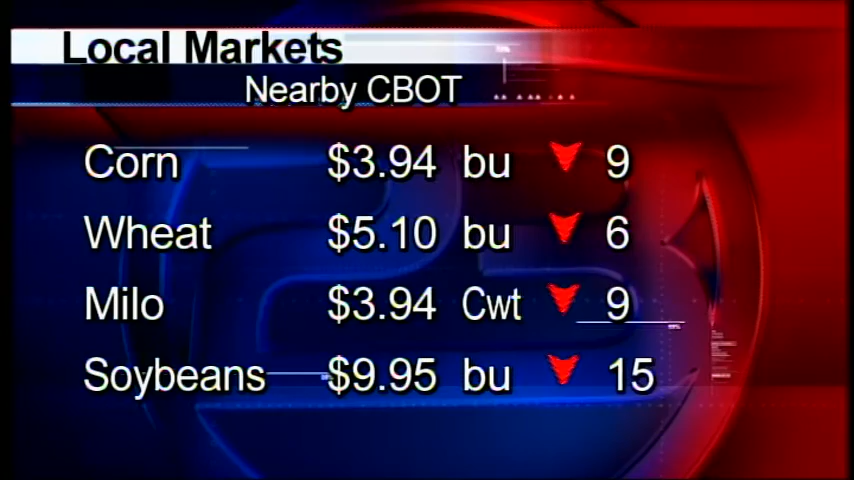 Local Markets
Nearby CBOT
Corn $3.94 bu 9
Wheat $5.10 bu 6
Milo $3.94 Cwt 9
Soybeans $9.95 bu 15